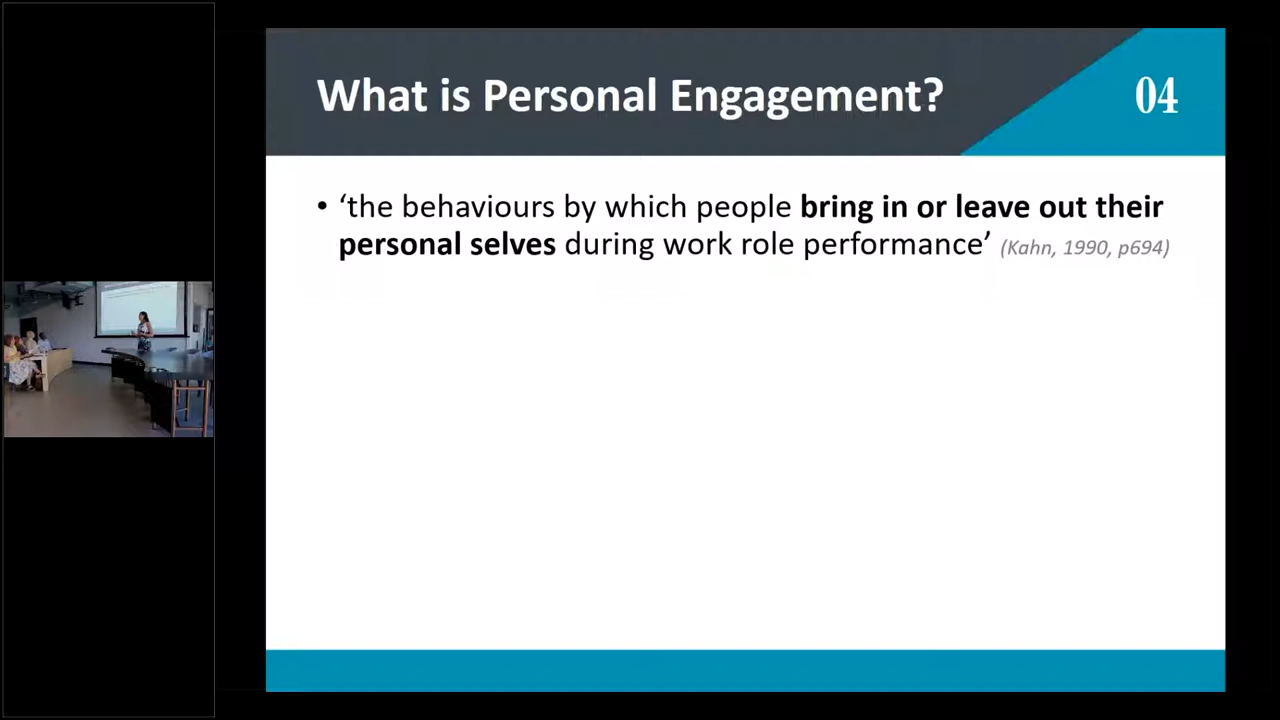 What is Personal Engagement?
04
• ‘the behaviours by which people bring in or leave out their
personal selves during work role performance’ (Kahn, 1990, p694)